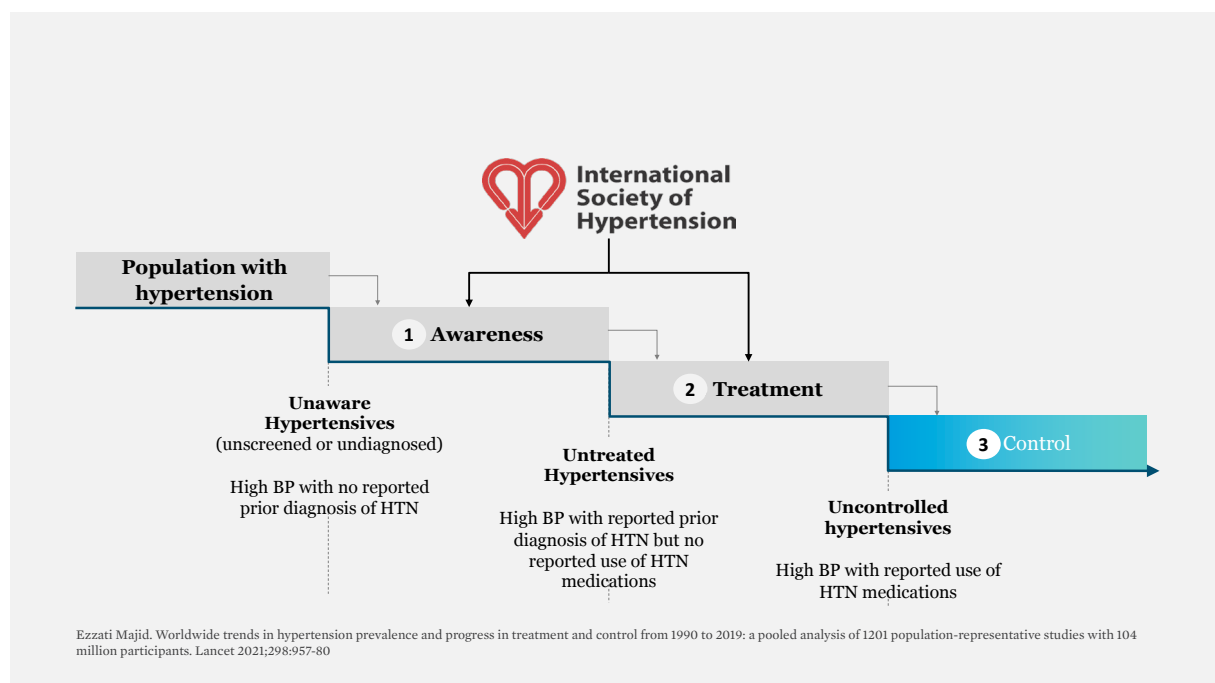 International
Society of
Hypertension
Population with
hypertension
1 Awareness
2 Treatment
3 Control
Unaware
Hypertensives
(unscreened or undiagnosed)
High BP with no reported
prior diagnosis of HTN
Untreated
Hypertensives
High BP with reported prior
diagnosis of HTN but no
reported use of HTN
medications
Uncontrolled
hypertensives
High BP with reported use of
HTN medications
Ezzati Majid. Worldwide trends in hypertension prevalence and progress in treatment and control from 1990 to 2019: a pooled analysis of 1201 population-representative studies with 104
million participants. Lancet 2021;298:957-80